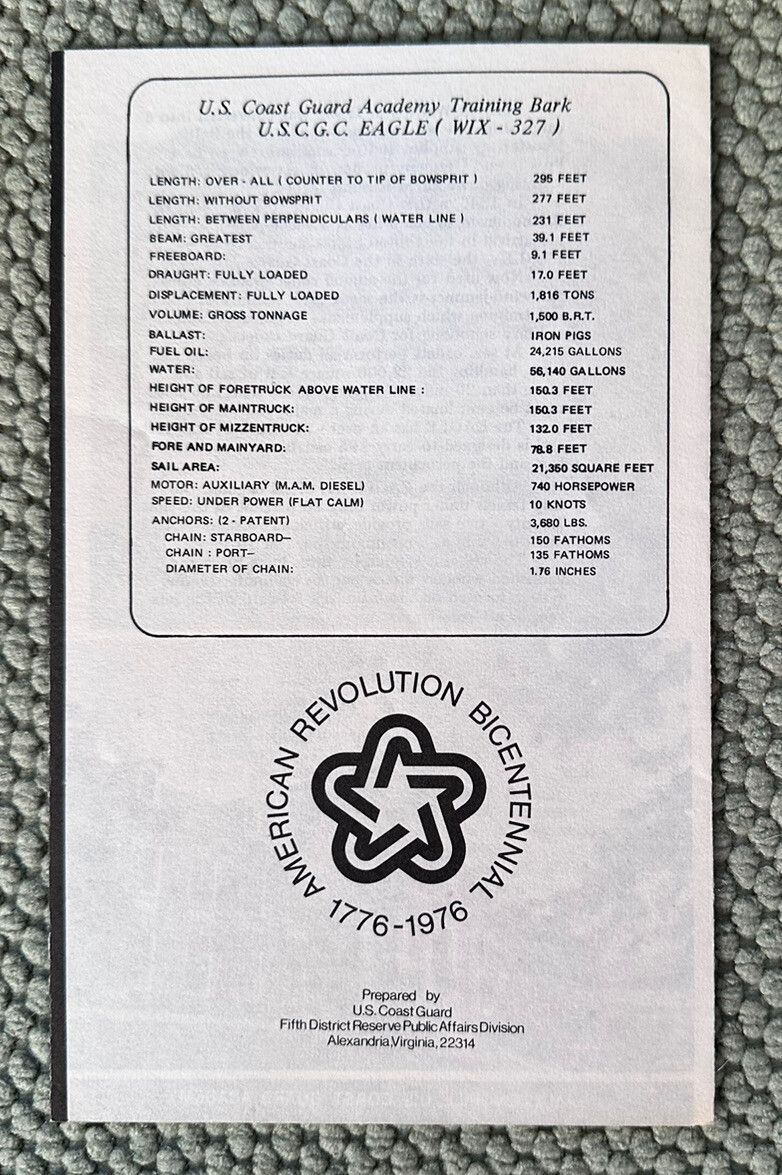 U.S. Coast Guard Academy Training Bark
U.S.C.G.C. EAGLE ( WIX - 327 )
LENGTH: OVER - ALL ( COUNTER TO TIP OF BOWSPRIT ) 295 FEET
LENGTH: WITHOUT BOWSPRIT 277 FEET
LENGTH: BETWEEN PERPENDICULARS ( WATER LINE ) 231 FEET
BEAM: GREATEST 39.1 FEET
FREEBOARD: 9.1 FEET
DRAUGHT: FULLY LOADED 17.0 FEET
DISPLACEMENT: FULLY LOADED 1,816 TONS
VOLUME: GROSS TONNAGE 1,500 B.R.T.
BALLAST: IRON PIGS
FUEL OIL: 24,215 GALLONS
WATER: 56,140 GALLONS
HEIGHT OF FORETRUCK ABOVE WATER LINE : 150.3 FEET
HEIGHT OF MAINTRUCK: 150.3 FEET
HEIGHT OF MIZZENTRUCK: 132.0 FEET
FORE AND MAINYARD: 78.8 FEET
SAIL AREA: 21,350 SQUARE FEET
MOTOR: AUXILIARY (M.A.M. DIESEL) 740 HORSEPOWER
SPEED: UNDER POWER (FLAT CALM) 10 KNOTS
ANCHORS: (2 - PATENT) 3,680 LBS.
CHAIN: STARBOARD— 150 FATHOMS
CHAIN : PORT— 135 FATHOMS
DIAMETER OF CHAIN: 1.76 INCHES
AMERICAN REVOLUTION BICENTENNIAL
1776-1976
Prepared by
U.S. Coast Guard
Fifth District Reserve Public Affairs Division
Alexandria, Virginia, 22314